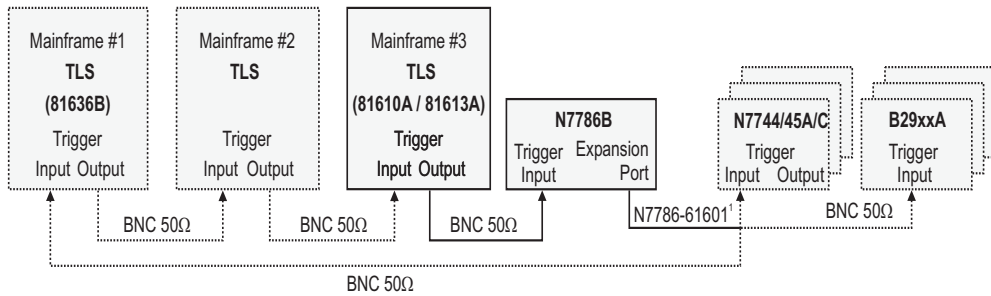 Mainframe #1
TLS
(81636B)
Trigger
Input Output
Mainframe #2
TLS
Trigger
Input Output
Mainframe #3
TLS
(81610A / 81613A)
Trigger
Input Output
N7786B
Trigger Expansion
Input Port
N7744/45A/C
Trigger
Input Output
B29xxA
Trigger
Input
BNC 50Ω
BNC 50Ω
BNC 50Ω
N7786-61601¹
BNC 50Ω
BNC 50Ω